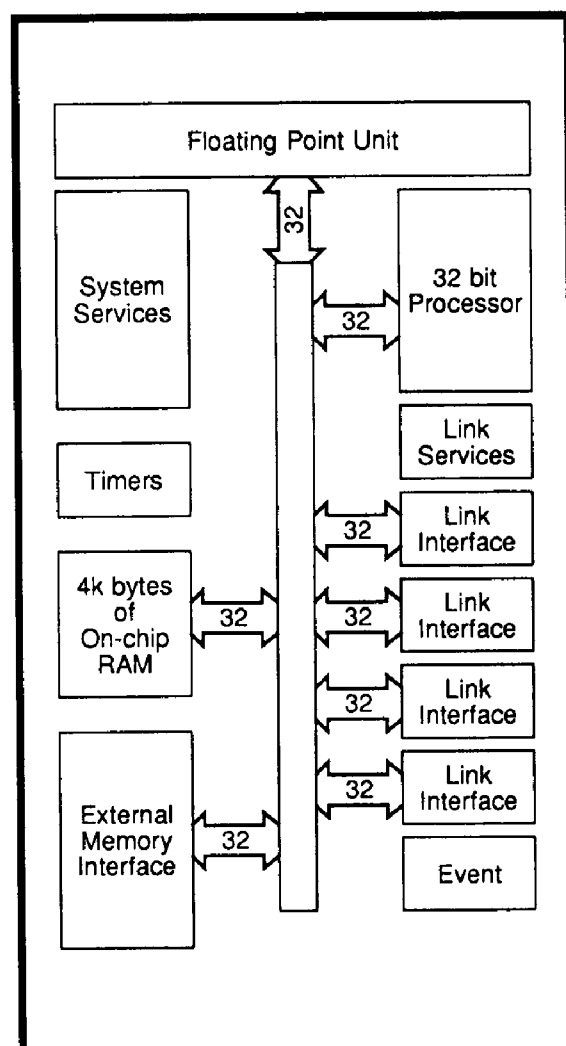 Floating Point Unit
32
System
Services
32 bit
Processor
32
Link
Services
Timers
32
Link
Interface
4k bytes
of
On-chip
RAM
32
32
Link
Interface
32
Link
Interface
External
Memory
Interface
32
32
Link
Interface
Event